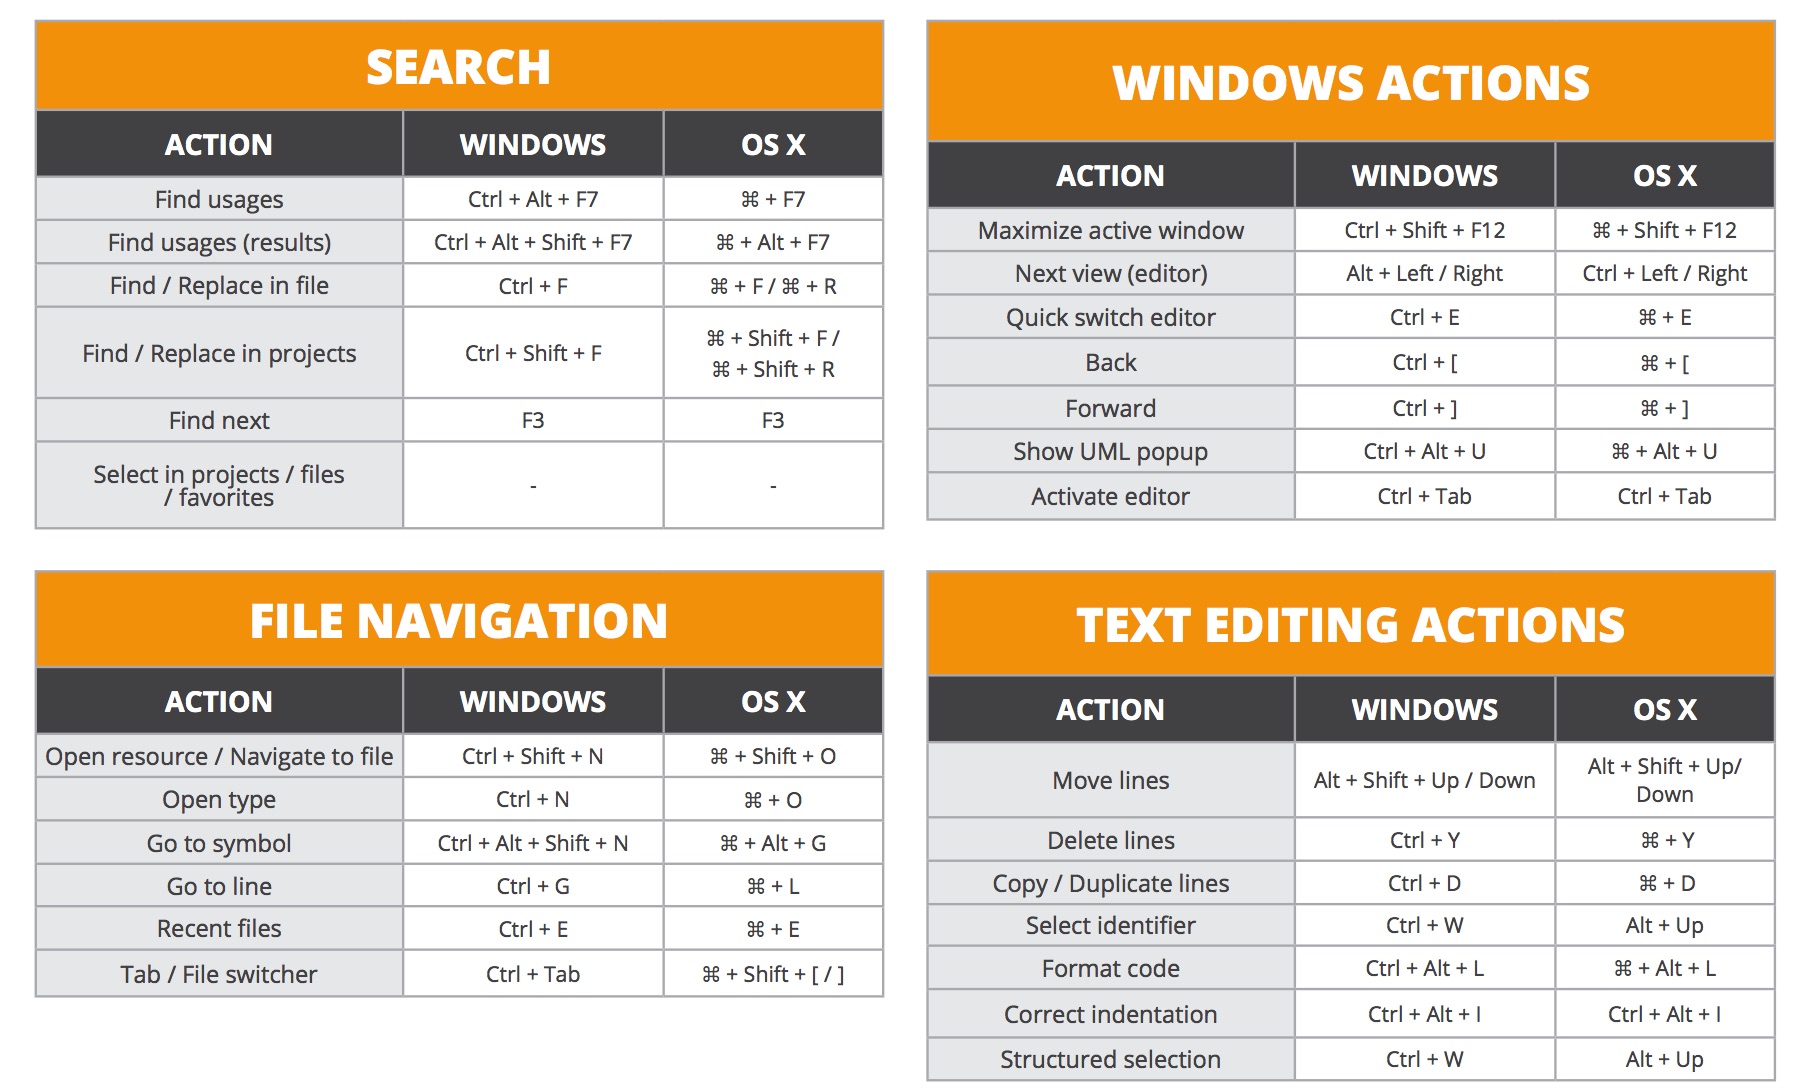 SEARCH
ACTION WINDOWS OS X
Find usages Ctrl + Alt + F7 ⌘ + F7
Find usages (results) Ctrl + Alt + Shift + F7 ⌘ + Alt + F7
Find / Replace in file Ctrl + F ⌘ + F / ⌘ + R
Find / Replace in projects Ctrl + Shift + F ⌘ + Shift + F /
⌘ + Shift + R
Find next F3 F3
Select in projects / files
/ favorites - -
WINDOWS ACTIONS
ACTION WINDOWS OS X
Maximize active window Ctrl + Shift + F12 ⌘ + Shift + F12
Next view (editor) Alt + Left / Right Ctrl + Left / Right
Quick switch editor Ctrl + E ⌘ + E
Back Ctrl + [ ⌘ + [
Forward Ctrl + ] ⌘ + ]
Show UML popup Ctrl + Alt + U ⌘ + Alt + U
Activate editor Ctrl + Tab Ctrl + Tab
FILE NAVIGATION
ACTION WINDOWS OS X
Open resource / Navigate to file Ctrl + Shift + N ⌘ + Shift + O
Open type Ctrl + N ⌘ + O
Go to symbol Ctrl + Alt + Shift + N ⌘ + Alt + G
Go to line Ctrl + G ⌘ + L
Recent files Ctrl + E ⌘ + E
Tab / File switcher Ctrl + Tab ⌘ + Shift + [ / ]
TEXT EDITING ACTIONS
ACTION WINDOWS OS X
Move lines Alt + Shift + Up / Down Alt + Shift + Up/
Down
Delete lines Ctrl + Y ⌘ + Y
Copy / Duplicate lines Ctrl + D ⌘ + D
Select identifier Ctrl + W Alt + Up
Format code Ctrl + Alt + L ⌘ + Alt + L
Correct indentation Ctrl + Alt + I Ctrl + Alt + I
Structured selection Ctrl + W Alt + Up